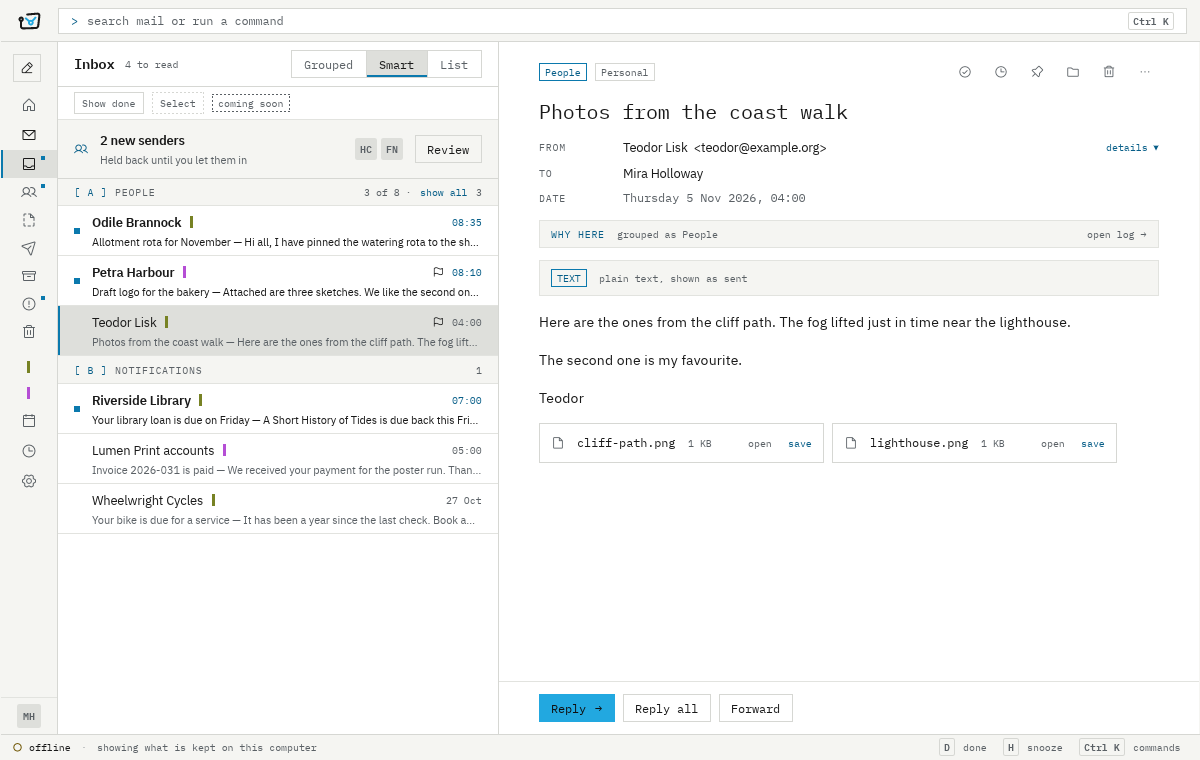 > search mail or run a command Ctrl K
Inbox 4 to read Grouped Smart List
Show done Select coming soon
2 new senders
Held back until you let them in HC FN Review
[ A ] PEOPLE 3 of 8 · show all 3
Odile Brannock 08:35
Allotment rota for November — Hi all, I have pinned the watering rota to the sh…
Petra Harbour 08:10
Draft logo for the bakery — Attached are three sketches. We like the second on…
Teodor Lisk 04:00
Photos from the coast walk — Here are the ones from the cliff path. The fog lift…
[ B ] NOTIFICATIONS 1
Riverside Library 07:00
Your library loan is due on Friday — A Short History of Tides is due back this Fri…
Lumen Print accounts 05:00
Invoice 2026-031 is paid — We received your payment for the poster run. Than…
Wheelwright Cycles 27 Oct
Your bike is due for a service — It has been a year since the last check. Book a…
People Personal
Photos from the coast walk
FROM Teodor Lisk <teodor@example.org> details ▾
TO Mira Holloway
DATE Thursday 5 Nov 2026, 04:00
WHY HERE grouped as People open log →
TEXT plain text, shown as sent
Here are the ones from the cliff path. The fog lifted just in time near the lighthouse.
The second one is my favourite.
Teodor
cliff-path.png 1 KB open save lighthouse.png 1 KB open save
Reply → Reply all Forward
MH
offline · showing what is kept on this computer D done H snooze Ctrl K commands